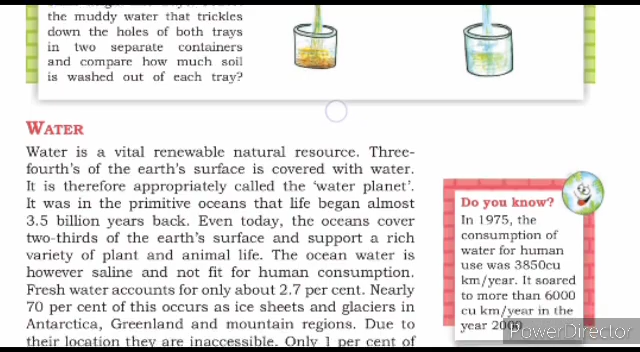 the muddy water that trickles
down the holes of both trays
in two separate containers
and compare how much soil
is washed out of each tray?
WATER
Water is a vital renewable natural resource. Three-
fourth's of the earth's surface is covered with water.
It is therefore appropriately called the 'water planet'.
It was in the primitive oceans that life began almost
3.5 billion years back. Even today, the oceans cover
two-thirds of the earth's surface and support a rich
variety of plant and animal life. The ocean water is
however saline and not fit for human consumption.
Fresh water accounts for only about 2.7 per cent. Nearly
70 per cent of this occurs as ice sheets and glaciers in
Antarctica, Greenland and mountain regions. Due to
their location they are inaccessible. Only 1 per cent of
Do you know?
In 1975, the
consumption of
water for human
use was 3850cu
km/year. It soared
to more than 6000
cu km/year in the
year 2000
PowerDirector